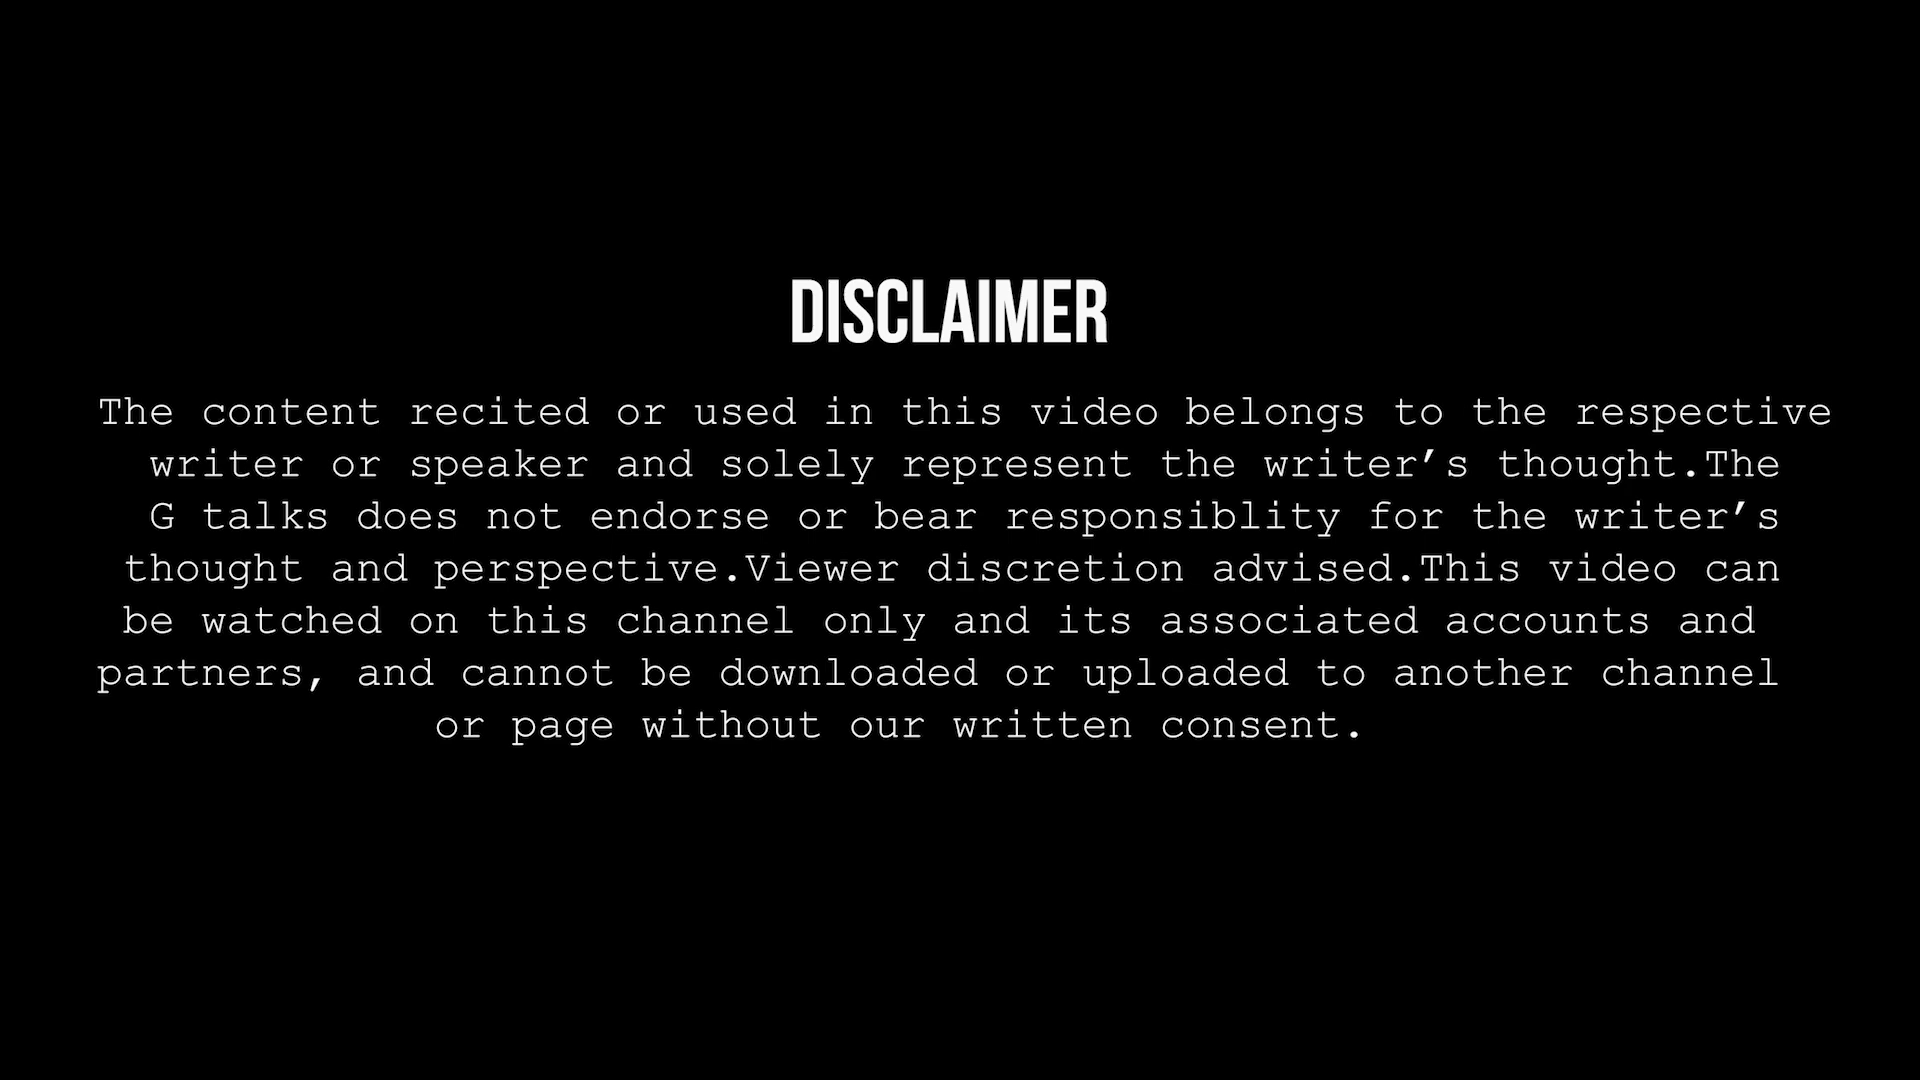 DISCLAIMER
The content recited or used in this video belongs to the respective
writer or speaker and solely represent the writer’s thought.The
G talks does not endorse or bear responsiblity for the writer’s
thought and perspective.Viewer discretion advised.This video can
be watched on this channel only and its associated accounts and
partners, and cannot be downloaded or uploaded to another channel
or page without our written consent.